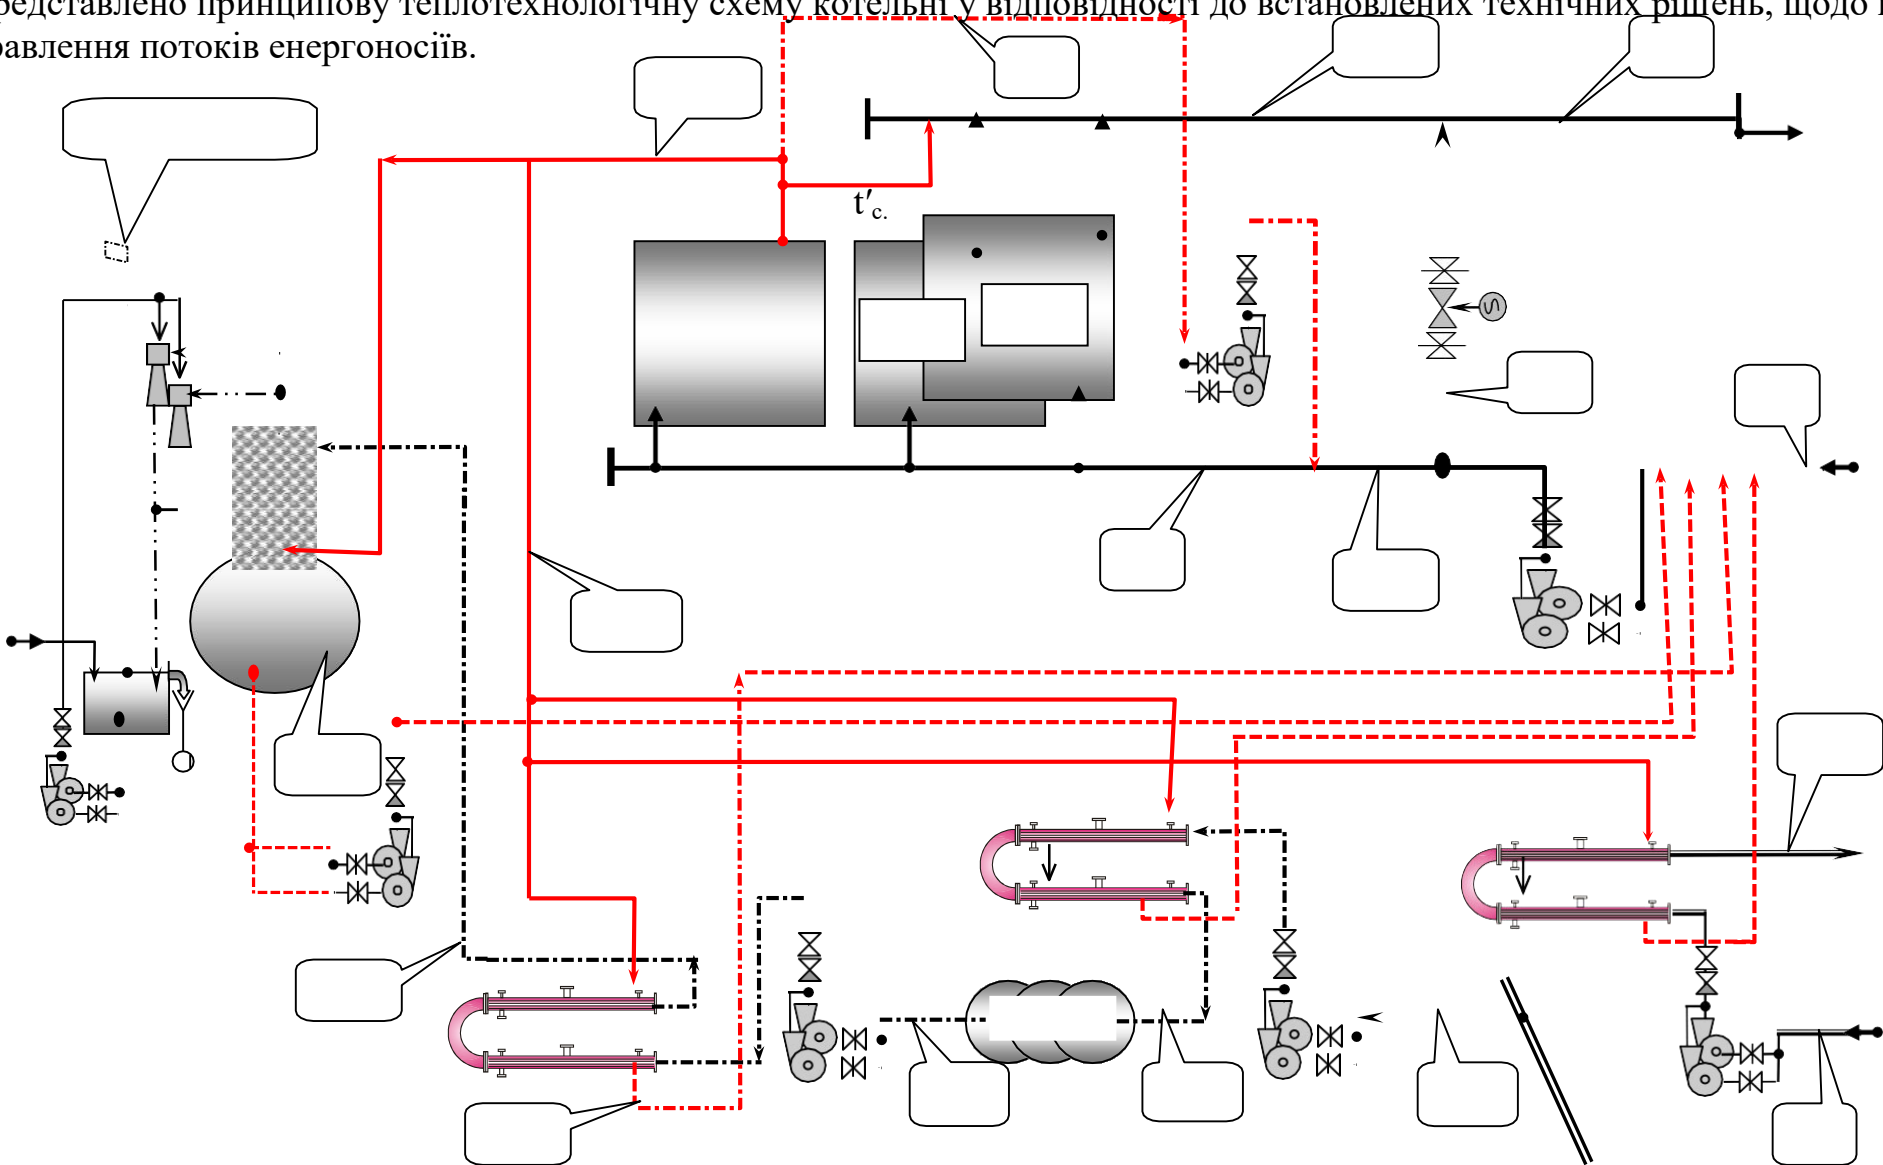 редставлено принципову теплотехнологічну схему котельні у відповідності до встановлених технічних рішень, щодо
равлення потоків енергоносіїв.
t′с.